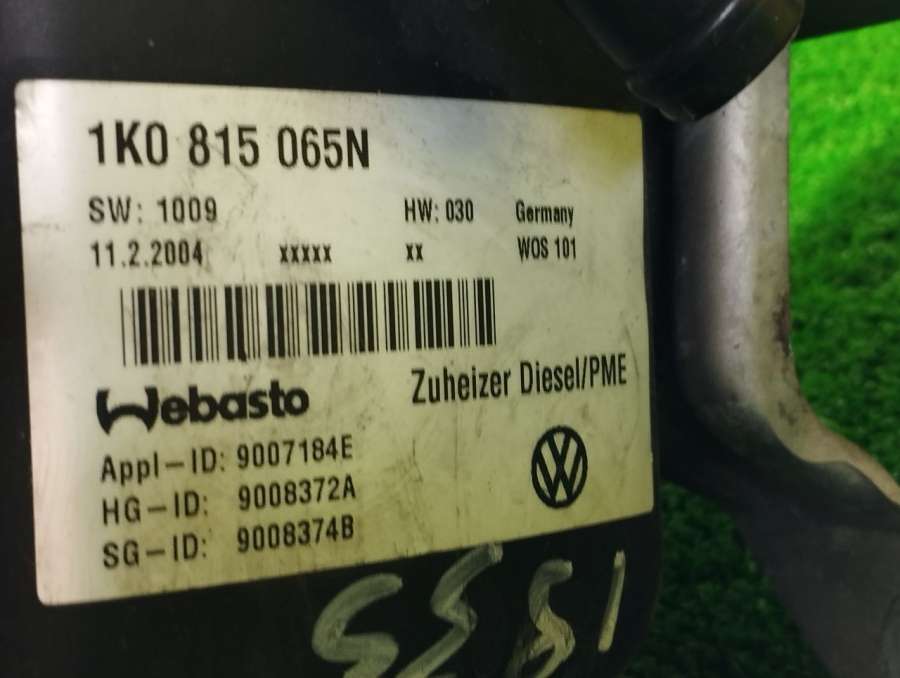 1K0 815 065N
SW: 1009 HW: 030 Germany
11.2.2004 xxxxx xx WOS 101
Webasto Zuheizer Diesel/PME
Appl-ID: 9007184E
HG-ID: 9008372A
SG-ID: 9008374B